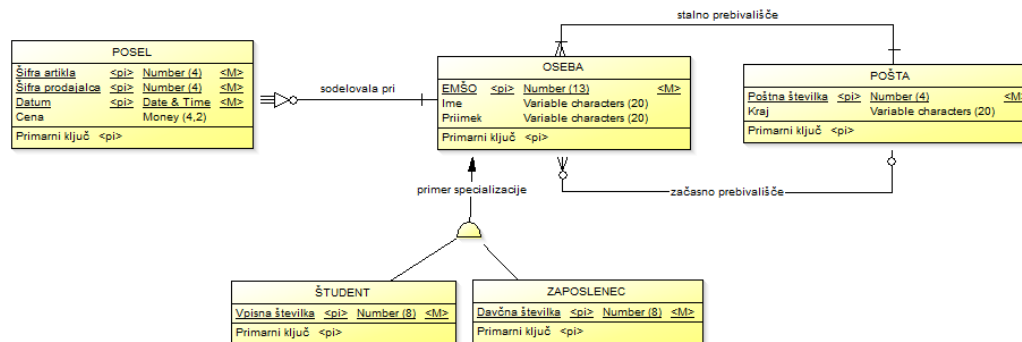 stalno prebivališče
POSEL
Šifra artikla <pi> Number (4) <M>
Šifra prodajalca <pi> Number (4) <M>
Datum <pi> Date & Time <M>
Cena Money (4,2)
Primarni ključ <pi>
sodelovala pri
OSEBA
EMŠO <pi> Number (13) <M>
Ime Variable characters (20)
Priimek Variable characters (20)
Primarni ključ <pi>
POŠTA
Poštna številka <pi> Number (4) <M>
Kraj Variable characters (20)
Primarni ključ <pi>
primer specializacije
začasno prebivališče
ŠTUDENT
Vpisna številka <pi> Number (8) <M>
Primarni ključ <pi>
ZAPOSLENEC
Davčna številka <pi> Number (8) <M>
Primarni ključ <pi>